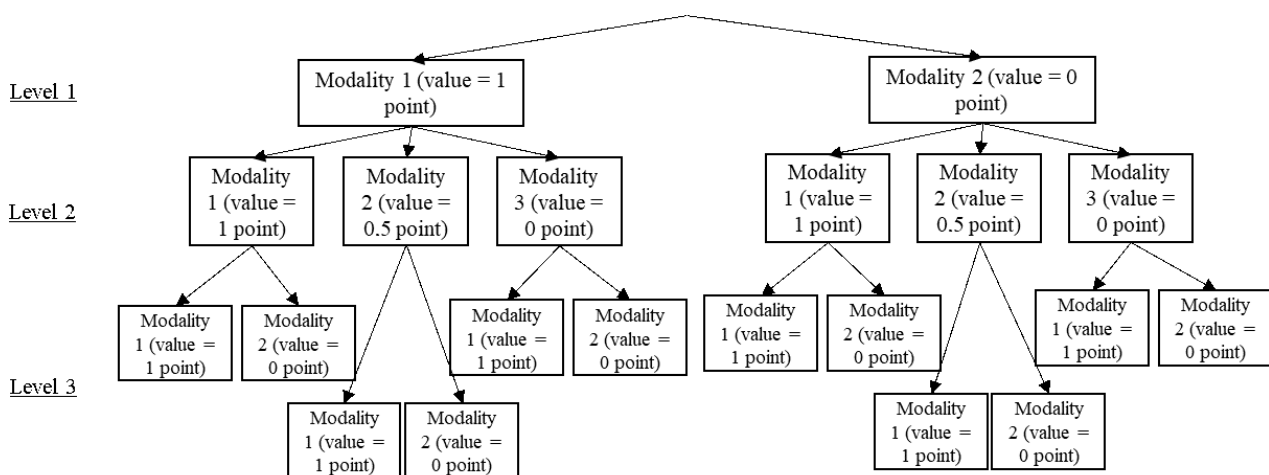 Level 1
Modality 1 (value = 1
point)
Modality 2 (value = 0
point)
Level 2
Modality
1 (value =
1 point)
Modality
2 (value =
0.5 point)
Modality
3 (value =
0 point)
Modality
1 (value =
1 point)
Modality
2 (value =
0.5 point)
Modality
3 (value =
0 point)
Level 3
Modality
1 (value =
1 point)
Modality
2 (value =
0 point)
Modality
1 (value =
1 point)
Modality
2 (value =
0 point)
Modality
1 (value =
1 point)
Modality
2 (value =
0 point)
Modality
1 (value =
1 point)
Modality
2 (value =
0 point)
Modality
1 (value =
1 point)
Modality
2 (value =
0 point)
Modality
1 (value =
1 point)
Modality
2 (value =
0 point)